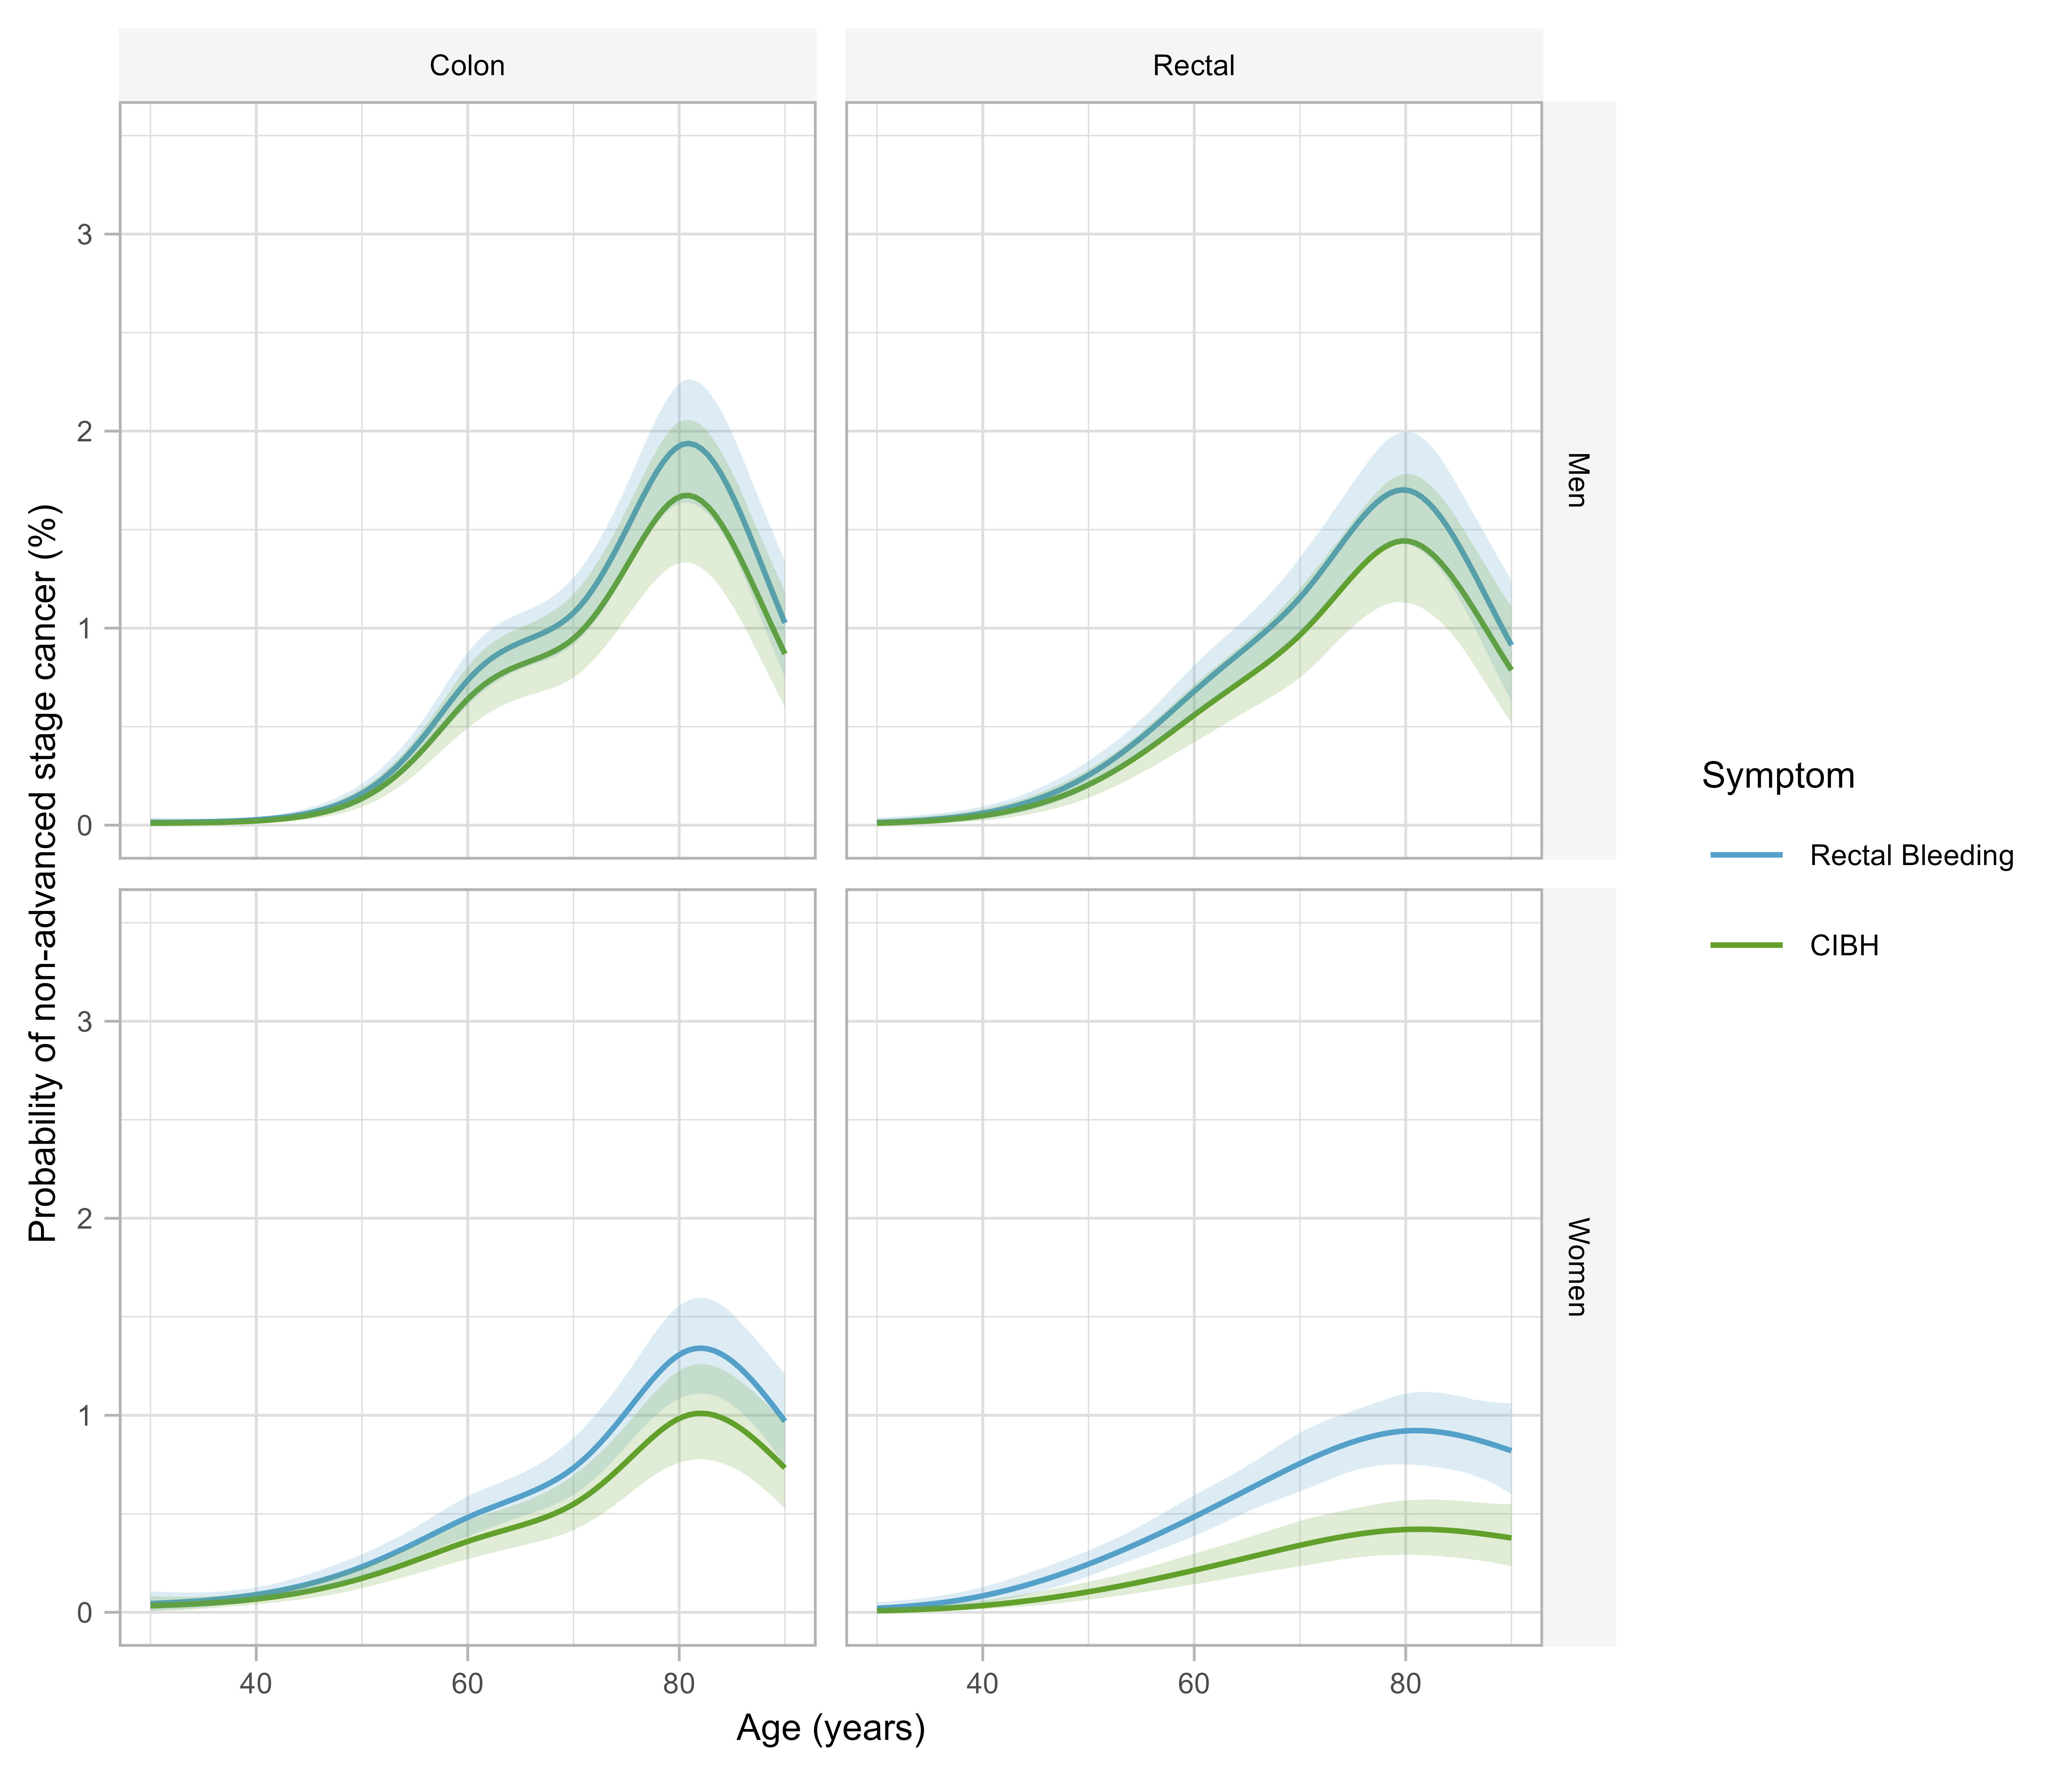 Colon
Rectal
Probability of non-advanced stage cancer (%)
3
2
1
0
Men
3
2
1
0
Women
40
60
80
40
60
80
Age (years)
Symptom
Rectal Bleeding
CIBH